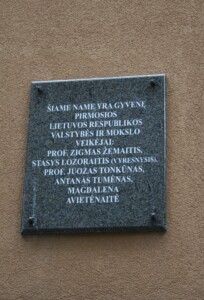 ŠIAME NAME YRA GYVENĘ
PIRMOSIOS
LIETUVOS RESPUBLIKOS
VALSTYBĖS IR MOKSLO
VEIKĖJAI:
PROF. ZIGMAS ŽEMAITIS,
STASYS LOZORAITIS (VYRESNYSIS),
PROF. JUOZAS TONKŪNAS,
ANTANAS TUMĖNAS,
MAGDALENA
AVIETĖNAITĖ